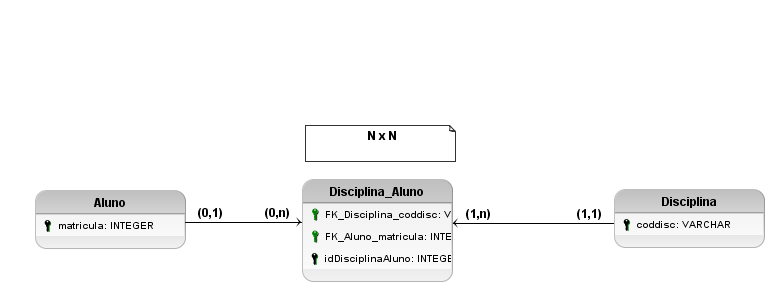 N x N
Aluno
matricula: INTEGER
(0,1)
(0,n)
Disciplina_Aluno
FK_Disciplina_coddisc: V
FK_Aluno_matricula: INTE
idDisciplinaAluno: INTEGE
(1,n)
(1,1)
Disciplina
coddisc: VARCHAR